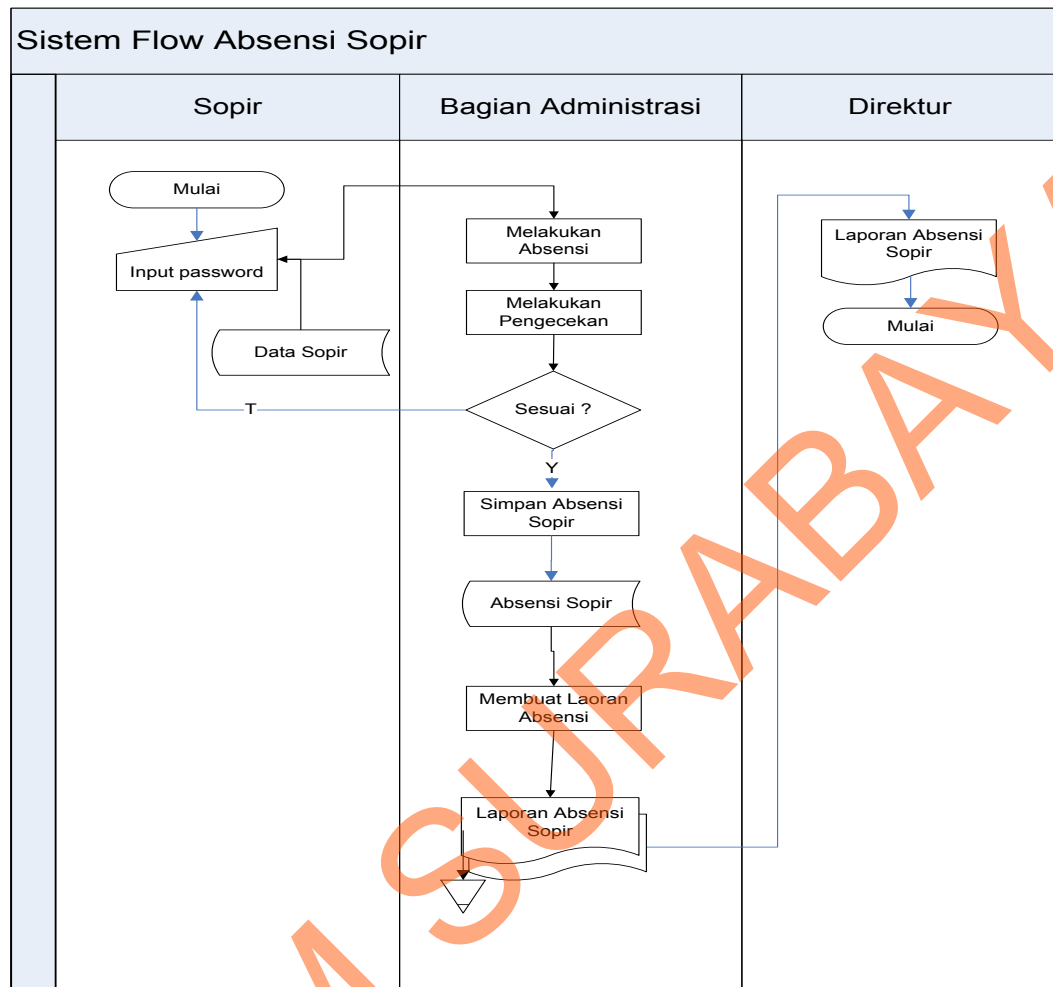 Sistem Flow Absensi Sopir
Sopir
Bagian Administrasi
Direktur
Mulai
Input password
Data Sopir
T
Melakukan
Absensi
Melakukan
Pengecekan
Sesuai ?
Y
Simpan Absensi
Sopir
Absensi Sopir
Membuat Laoran
Absensi
Laporan Absensi
Sopir
Laporan Absensi
Sopir
Mulai
M SURABAYA